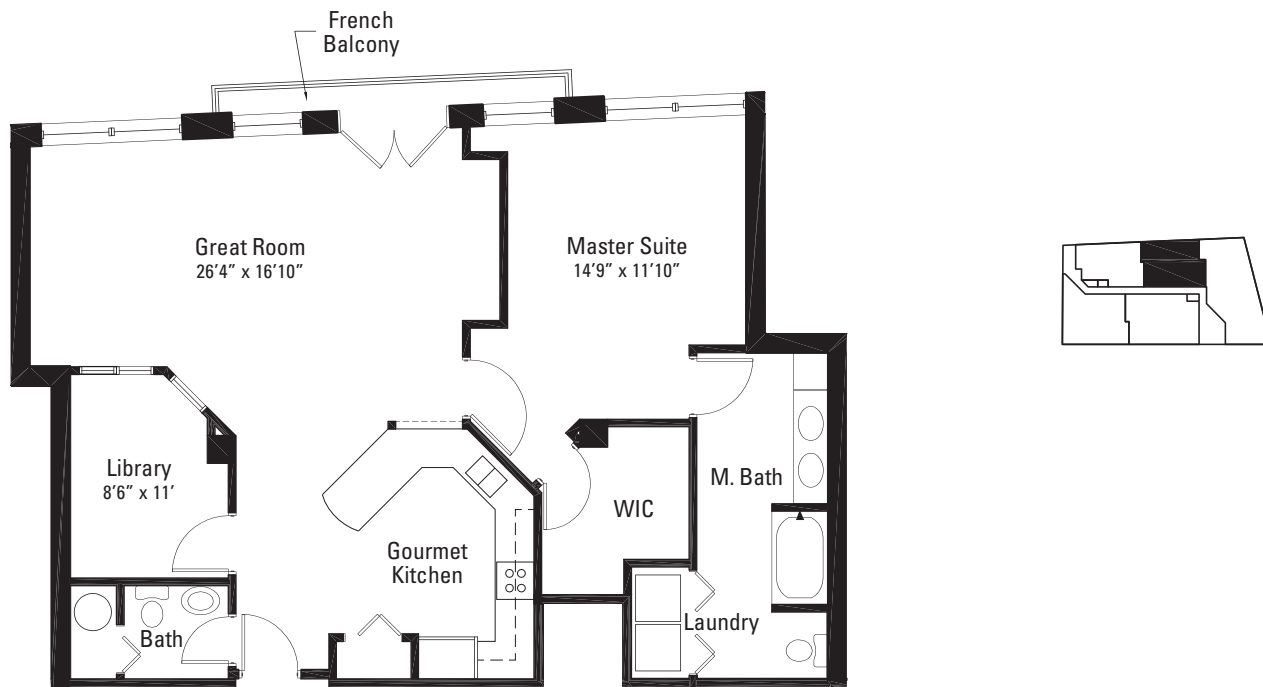 French
Balcony
Great Room
26’4” x 16’10”
Master Suite
14’9” x 11’10”
Library
8’6” x 11’
M. Bath
WIC
Gourmet
Kitchen
Bath
Laundry